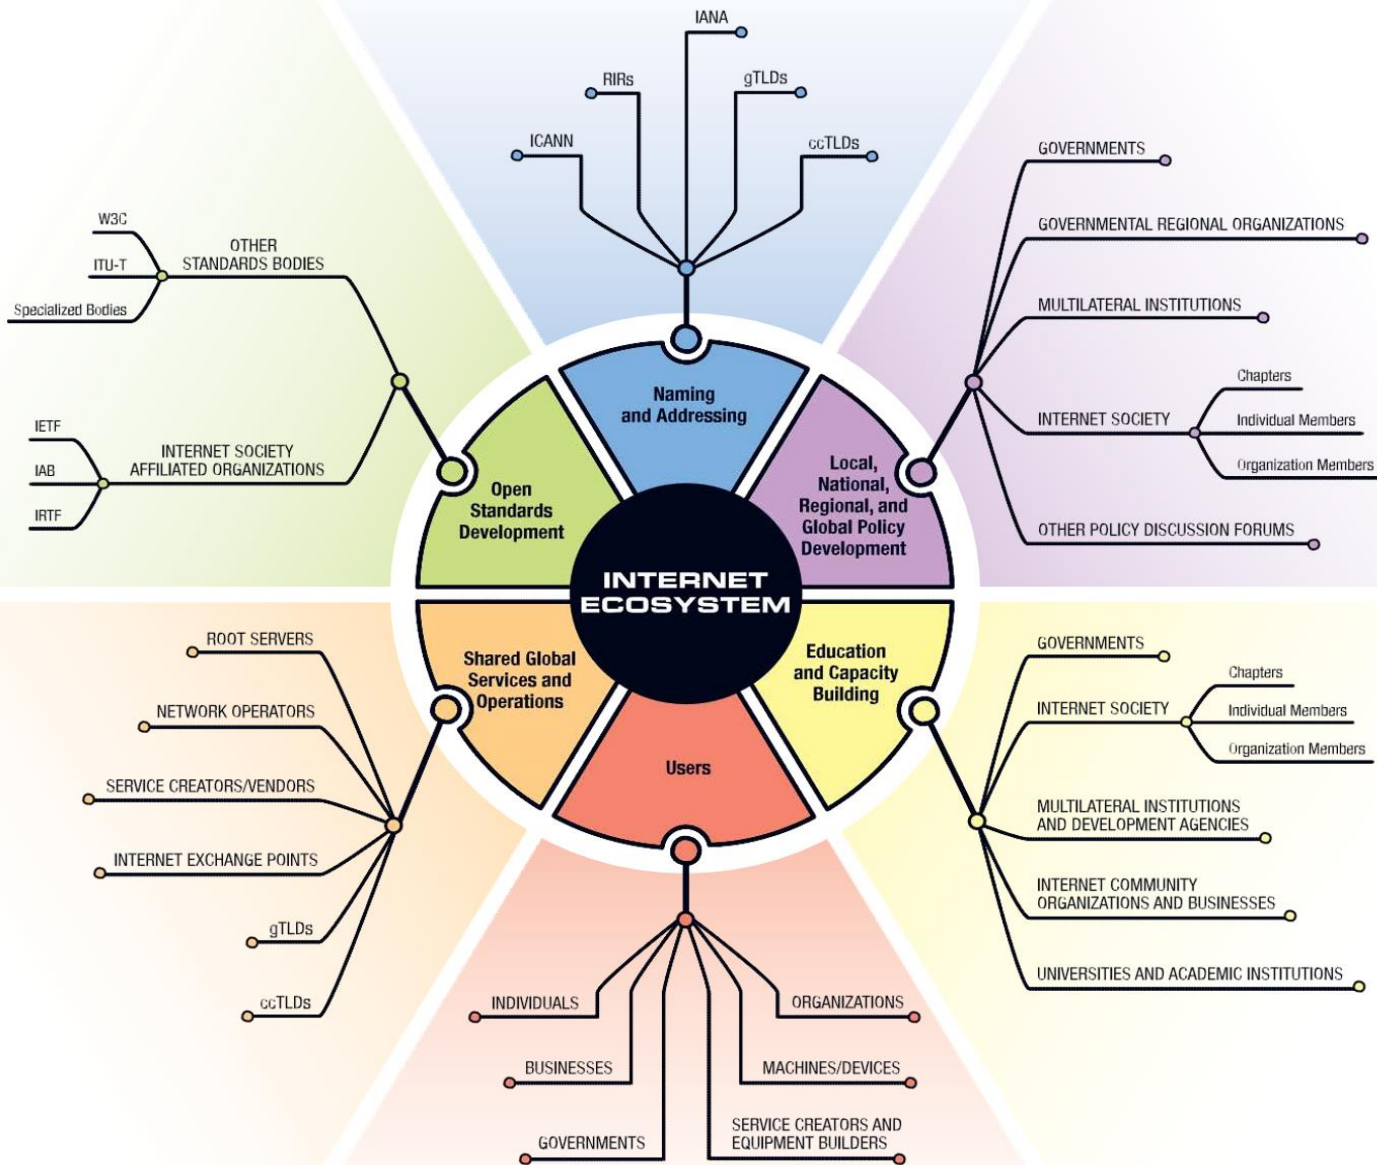 IANA
RIRs
gTLDs
ICANN
ccTLDs
GOVERNMENTS
GOVERNMENTAL REGIONAL ORGANIZATIONS
MULTILATERAL INSTITUTIONS
INTERNET SOCIETY
Chapters
Individual Members
Organization Members
OTHER POLICY DISCUSSION FORUMS
W3C
ITU-T
Specialized Bodies
OTHER
STANDARDS BODIES
IETF
IAB
IRTF
INTERNET SOCIETY
AFFILIATED ORGANIZATIONS
Naming
and Addressing
Open
Standards
Development
Local,
National,
Regional, and
Global Policy
Development
INTERNET
ECOSYSTEM
Shared Global
Services and
Operations
Education
and Capacity
Building
Users
ROOT SERVERS
NETWORK OPERATORS
SERVICE CREATORS/VENDORS
INTERNET EXCHANGE POINTS
gTLDs
ccTLDs
GOVERNMENTS
INTERNET SOCIETY
Chapters
Individual Members
Organization Members
MULTILATERAL INSTITUTIONS
AND DEVELOPMENT AGENCIES
INTERNET COMMUNITY
ORGANIZATIONS AND BUSINESSES
UNIVERSITIES AND ACADEMIC INSTITUTIONS
INDIVIDUALS
ORGANIZATIONS
BUSINESSES
MACHINES/DEVICES
GOVERNMENTS
SERVICE CREATORS AND
EQUIPMENT BUILDERS